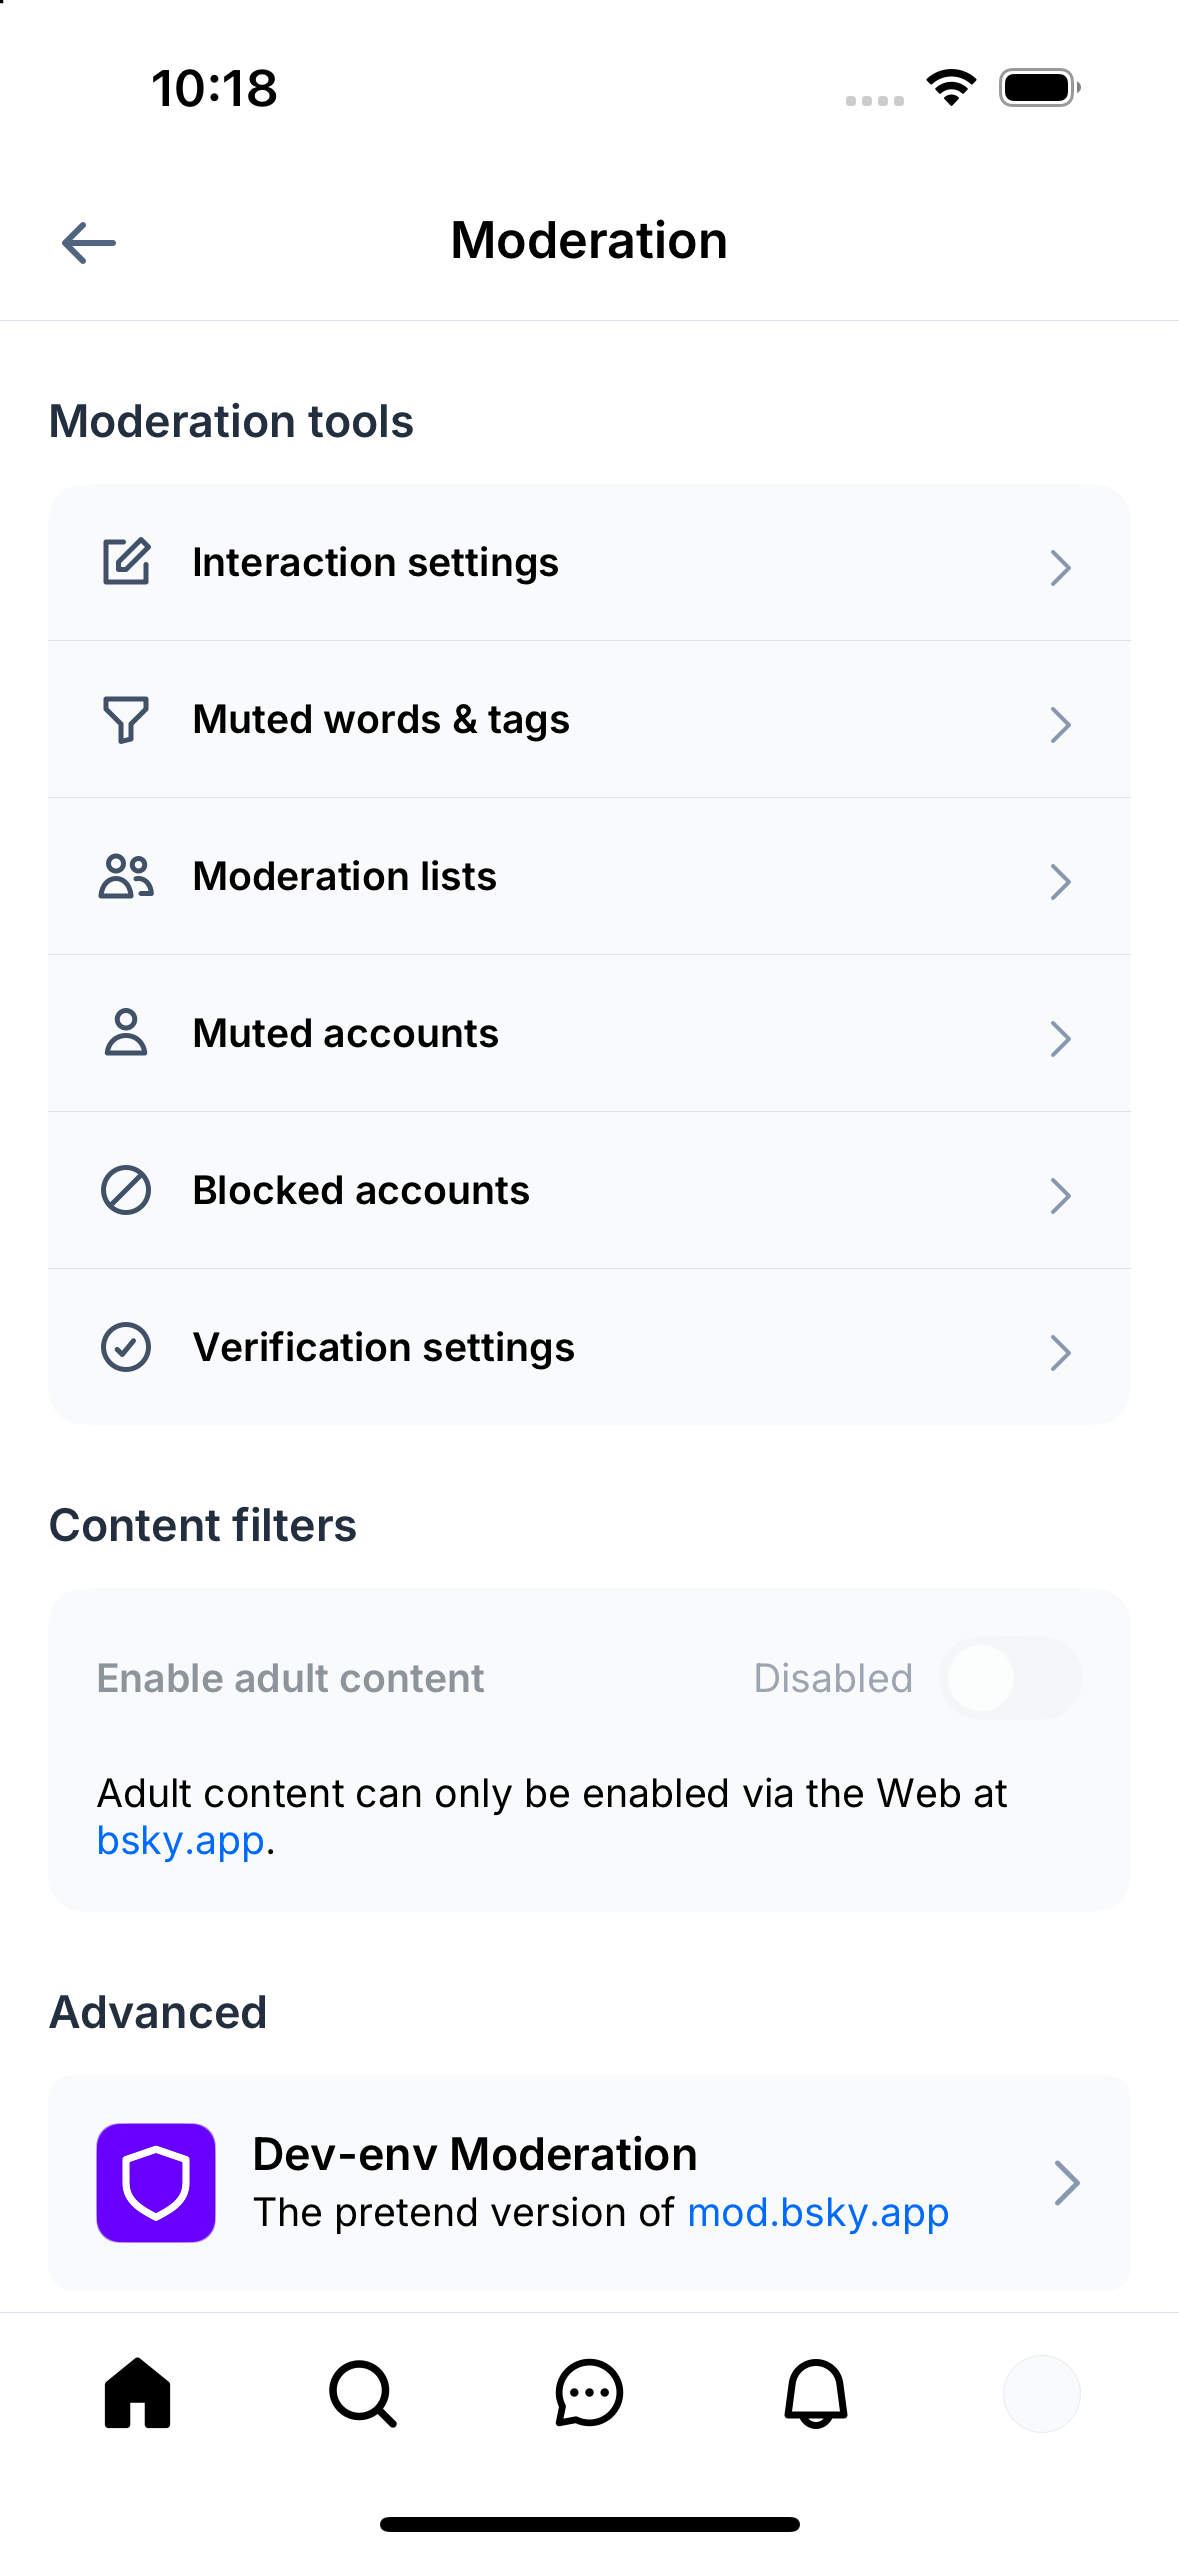 10:18
Moderation
Moderation tools
Interaction settings
Muted words & tags
Moderation lists
Muted accounts
Blocked accounts
Verification settings
Content filters
Enable adult content Disabled
Adult content can only be enabled via the Web at
bsky.app.
Advanced
Dev-env Moderation
The pretend version of mod.bsky.app